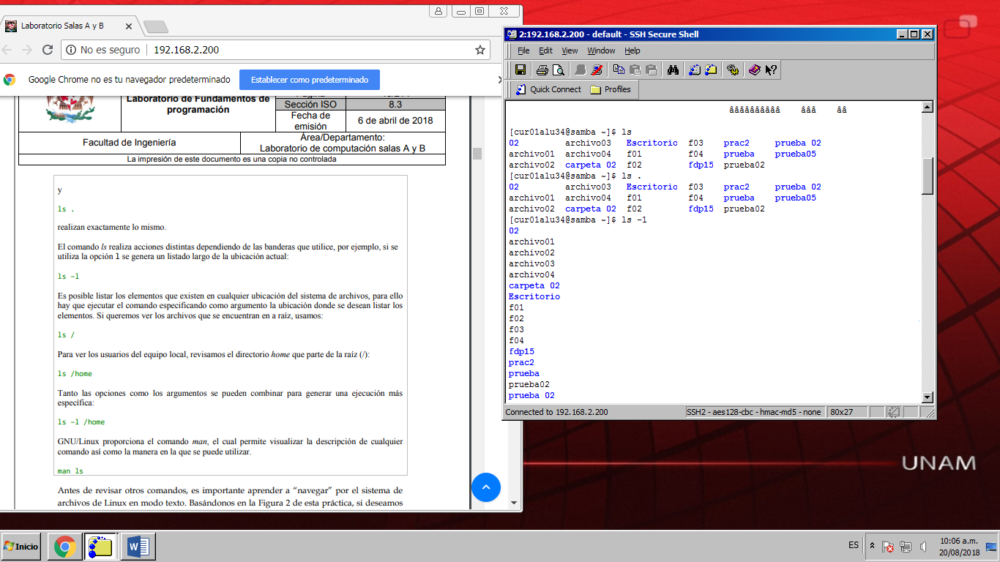 Laboratorio Salas A y B
No es seguro | 192.168.2.200
Google Chrome no es tu navegador predeterminado Establecer como predeterminado
Laboratorio de Fundamentos de programación
Sección ISO 8.3
Fecha de emisión 6 de abril de 2018
Facultad de Ingeniería
Área/Departamento:
Laboratorio de computación salas A y B
La impresión de este documento es una copia no controlada
y
ls .
realizan exactamente lo mismo.
El comando ls realiza acciones distintas dependiendo de las banderas que utilice, por ejemplo, si se
utiliza la opción l se genera un listado largo de la ubicación actual:
ls –l
Es posible listar los elementos que existen en cualquier ubicación del sistema de archivos, para ello
hay que ejecutar el comando especificando como argumento la ubicación donde se desean listar los
elementos. Si queremos ver los archivos que se encuentran en a raíz, usamos:
ls /
Para ver los usuarios del equipo local, revisamos el directorio home que parte de la raíz (/):
ls /home
Tanto las opciones como los argumentos se pueden combinar para generar una ejecución más
específica:
ls –l /home
GNU/Linux proporciona el comando man, el cual permite visualizar la descripción de cualquier
comando así como la manera en la que se puede utilizar.
man ls
Antes de revisar otros comandos, es importante aprender a “navegar” por el sistema de
archivos de Linux en modo texto. Basándonos en la Figura 2 de esta práctica, si deseamos
2:192.168.2.200 - default - SSH Secure Shell
File Edit View Window Help
Quick Connect Profiles
ââââââââââ âââ ââ
[cur01alu34@samba ~]$ ls
02 archivo03 Escritorio f03 prac2 prueba 02
archivo01 archivo04 f01 f04 prueba prueba05
archivo02 carpeta 02 f02 fdp15 prueba02
[cur01alu34@samba ~]$ ls .
02 archivo03 Escritorio f03 prac2 prueba 02
archivo01 archivo04 f01 f04 prueba prueba05
archivo02 carpeta 02 f02 fdp15 prueba02
[cur01alu34@samba ~]$ ls -1
02
archivo01
archivo02
archivo03
archivo04
carpeta 02
Escritorio
f01
f02
f03
f04
fdp15
prac2
prueba
prueba02
prueba 02
Connected to 192.168.2.200 SSH2 - aes128-cbc - hmac-md5 - none 80x27
UNAM
Inicio
ES
10:06 a.m.
20/08/2018